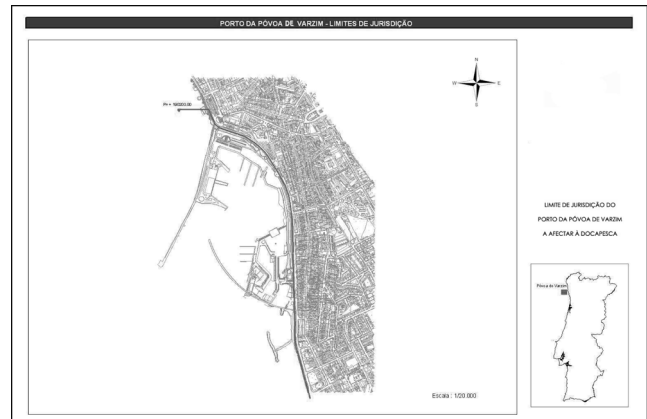 PORTO DA PÓVOA DE VARZIM - LIMITES DE JURISDIÇÃO
N
W
E
S
LIMITE DE JURISDIÇÃO DO
PORTO DA PÓVOA DE VARZIM
A AFECTAR À DOCAPESCA
Póvoa de Varzim
Escala : 1/20.000